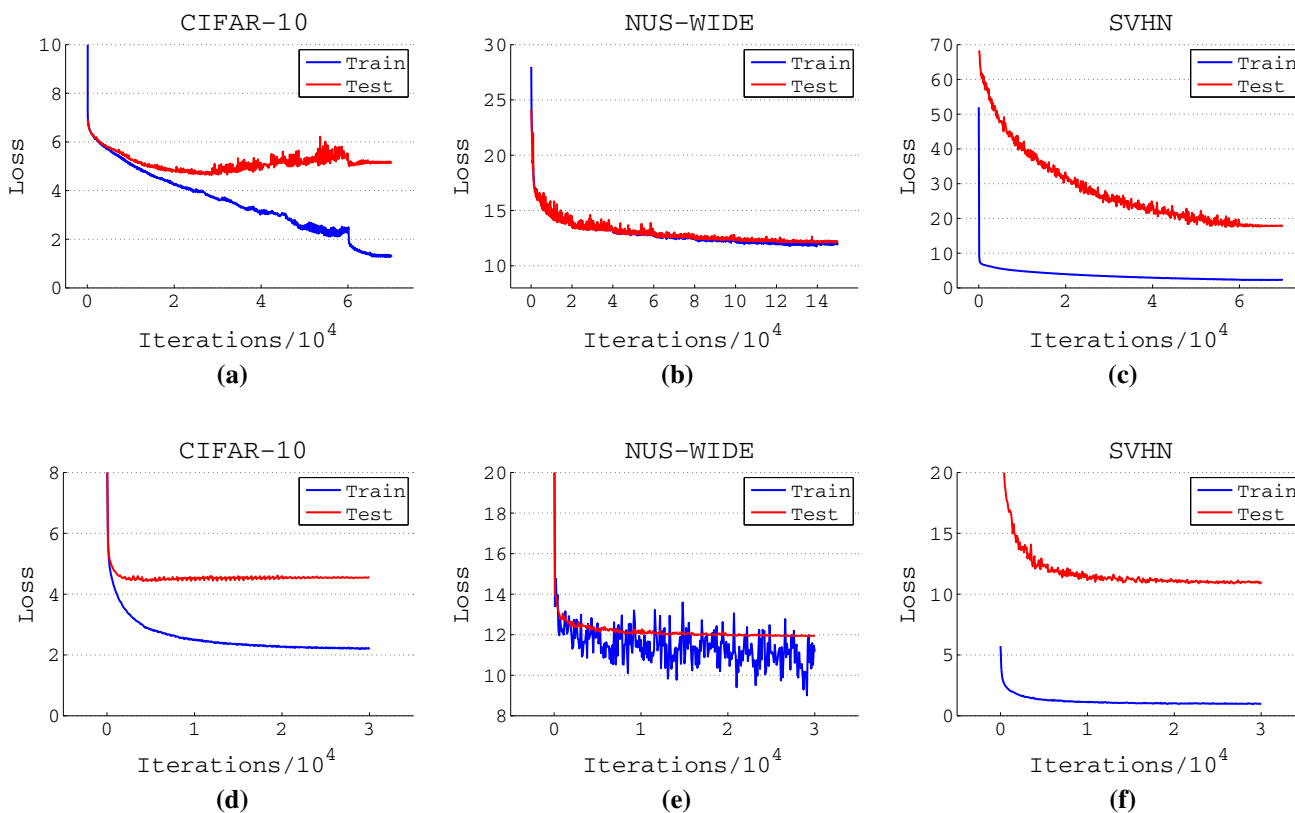 CIFAR-10
10
8
6
4
2
0
0 2 4 6
Loss
Train
Test
Iterations/10^4
(a)
NUS-WIDE
30
25
20
15
10
0 2 4 6 8 10 12 14
Loss
Train
Test
Iterations/10^4
(b)
SVHN
70
60
50
40
30
20
10
0
0 2 4 6
Loss
Train
Test
Iterations/10^4
(c)
CIFAR-10
8
6
4
2
0
0 1 2 3
Loss
Train
Test
Iterations/10^4
(d)
NUS-WIDE
20
18
16
14
12
10
8
0 1 2 3
Loss
Train
Test
Iterations/10^4
(e)
SVHN
20
15
10
5
0
0 1 2 3
Loss
Train
Test
Iterations/10^4
(f)